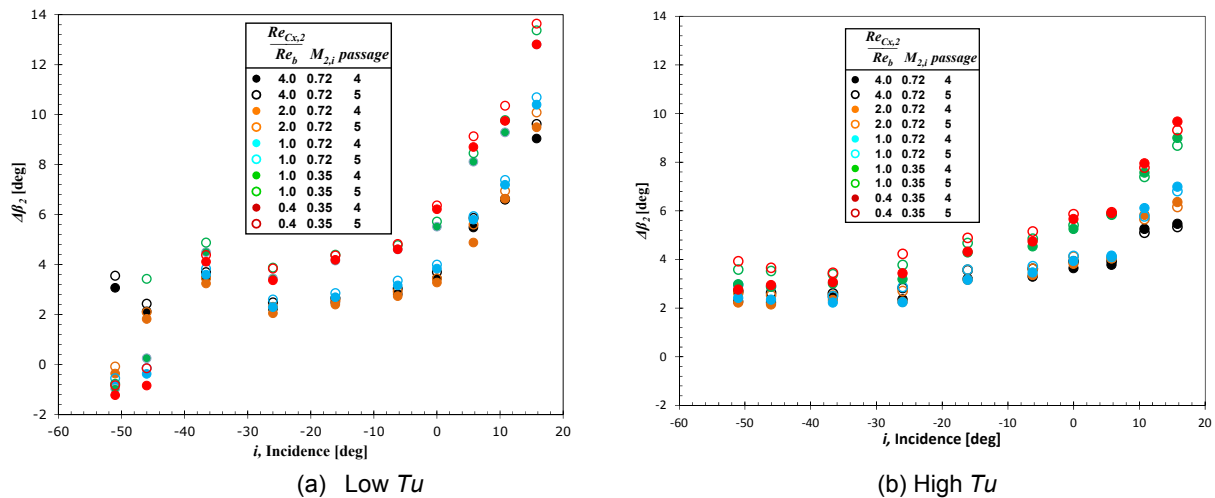 14
12
10
8
6
4
2
0
-2
Δβ2 [deg]
ReCx,2
Reb M2,i passage
4.0 0.72 4
4.0 0.72 5
2.0 0.72 4
2.0 0.72 5
1.0 0.72 4
1.0 0.72 5
1.0 0.35 4
1.0 0.35 5
0.4 0.35 4
0.4 0.35 5
-60 -50 -40 -30 -20 -10 0 10 20
i, Incidence [deg]
(a) Low Tu
14
12
10
8
6
4
2
0
-2
Δβ2 [deg]
ReCx,2
Reb M2,i passage
4.0 0.72 4
4.0 0.72 5
2.0 0.72 4
2.0 0.72 5
1.0 0.72 4
1.0 0.72 5
1.0 0.35 4
1.0 0.35 5
0.4 0.35 4
0.4 0.35 5
-60 -50 -40 -30 -20 -10 0 10 20
i, Incidence [deg]
(b) High Tu